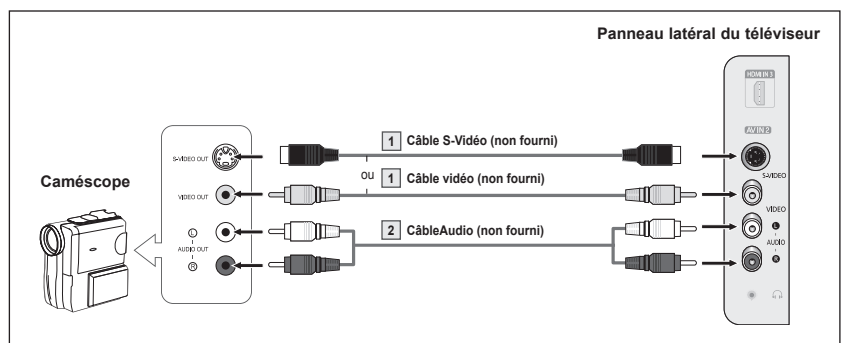 Panneau latéral du téléviseur
HDMI IN 3
AV IN 2
1 Câble S-Vidéo (non fourni)
S-VIDEO OUT
S-VIDEO
ou
1 Câble vidéo (non fourni)
Caméscope
VIDEO OUT
VIDEO
2 CâbleAudio (non fourni)
L
AUDIO OUT
R
L
AUDIO
R